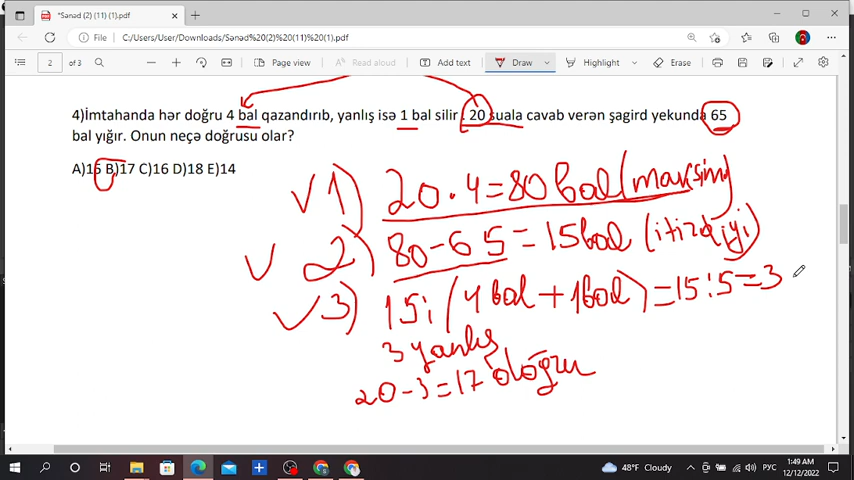 *Sənəd (2) (11) (1).pdf
File C:/Users/User/Downloads/Sənəd%20(2)%20(11)%20(1).pdf
2 of 3 Page view Read aloud Add text Draw Highlight Erase
4)İmtahanda hər doğru 4 bal qazandırıb, yanlış isə 1 bal silir . 20 suala cavab verən şagird yekunda 65
bal yığır. Onun neçə doğrusu olar?
A)15 B)17 C)16 D)18 E)14
1) 20 · 4 = 80 bal (maksimu)
2) 80 - 65 = 15 bal (itirdiyi)
3) 15 : (4 bal + 1 bal) = 15 : 5 = 3
3 yanlış
20 - 3 = 17 doğru
48°F Cloudy РУС 1:49 AM
12/12/2022